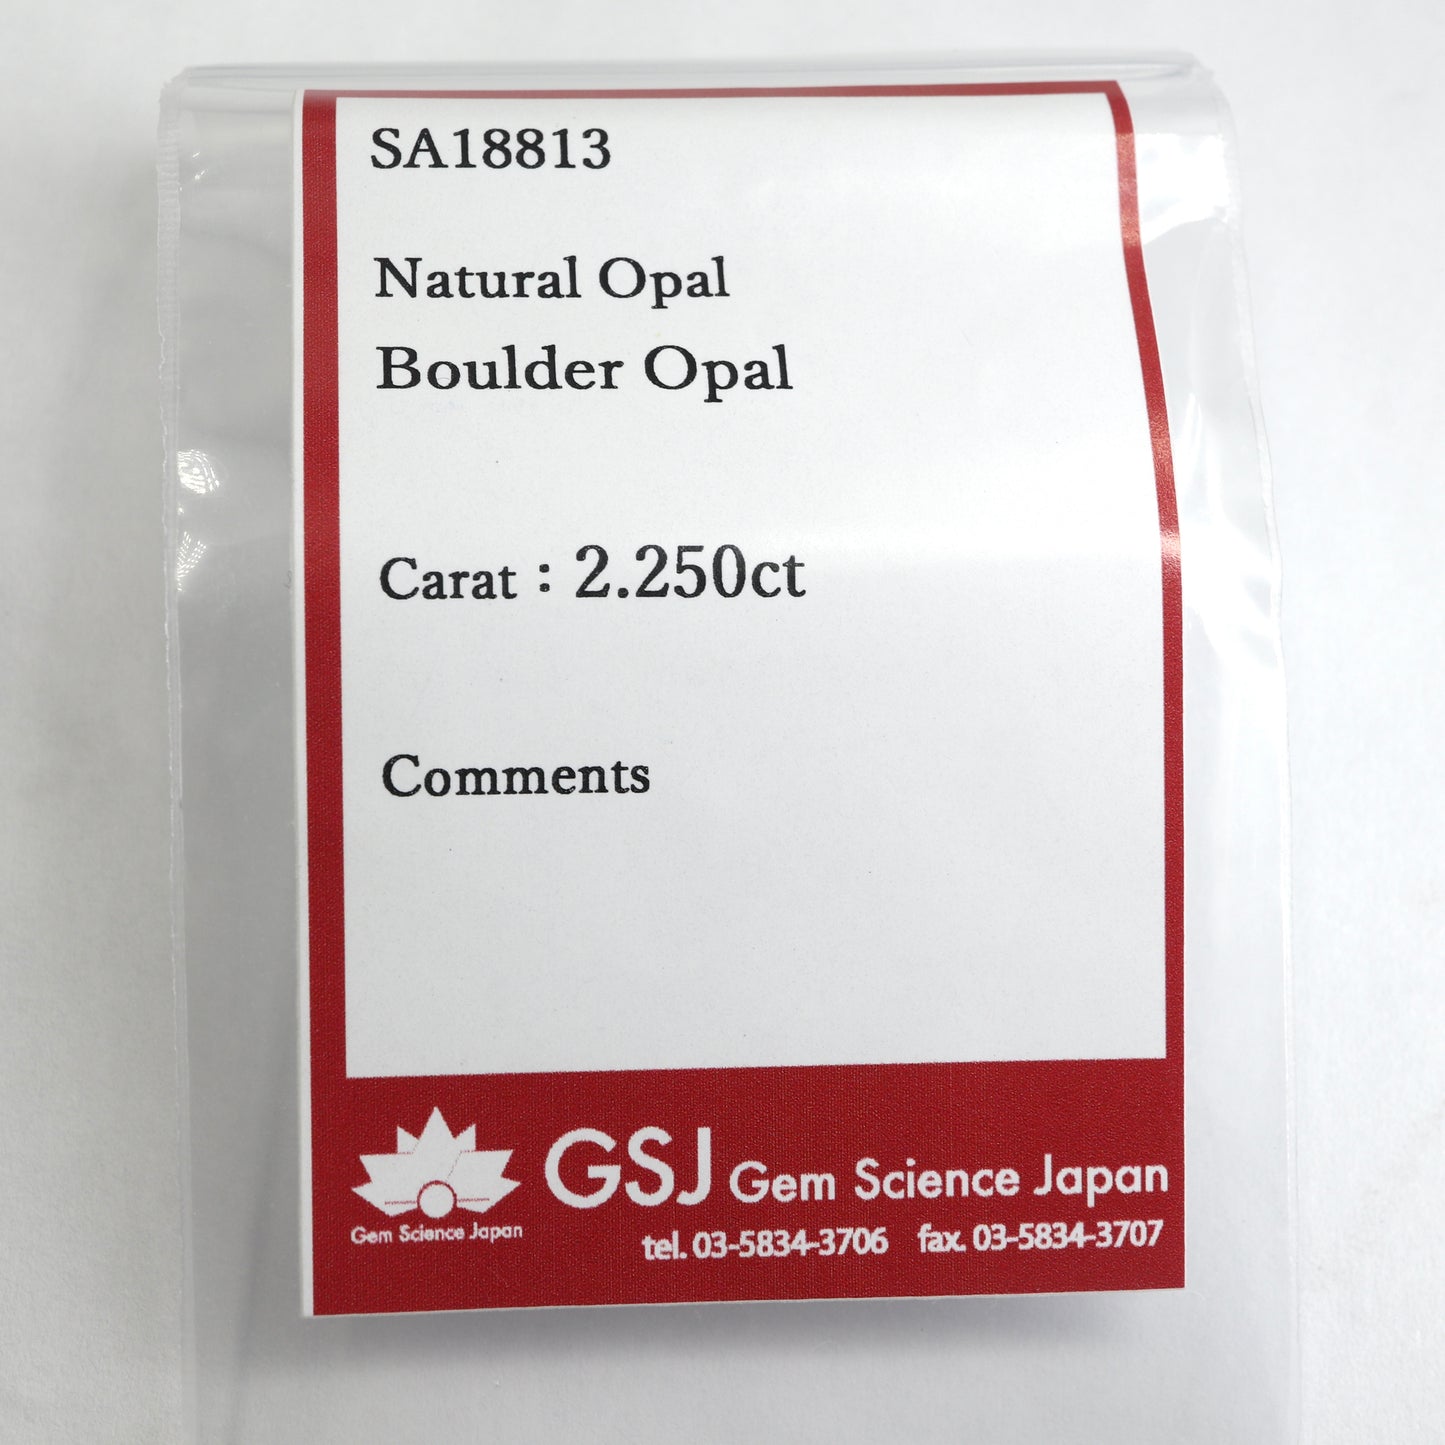 SA18813
Natural Opal
Boulder Opal
Carat : 2.250ct
Comments
GSJ Gem Science Japan
Gem Science Japan
tel. 03-5834-3706 fax. 03-5834-3707